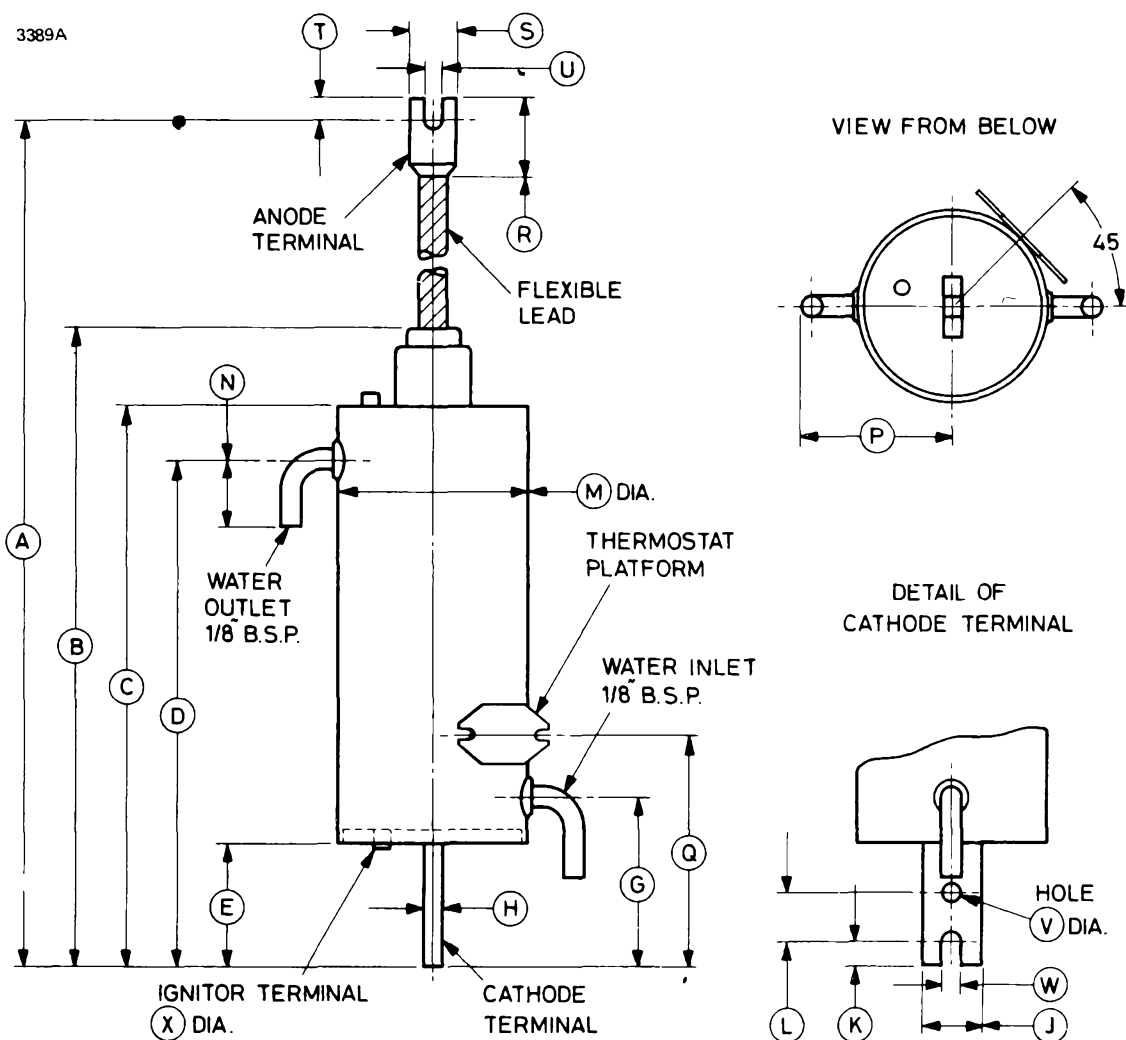 3389A
T
S
U
VIEW FROM BELOW
ANODE
TERMINAL
R
45
FLEXIBLE
LEAD
N
P
M DIA.
A
THERMOSTAT
PLATFORM
WATER
OUTLET
1/8" B.S.P.
DETAIL OF
CATHODE TERMINAL
B
C
WATER INLET
1/8" B.S.P.
D
Q
E
H
G
HOLE
V DIA.
IGNITOR TERMINAL
X DIA.
CATHODE
TERMINAL
W
L
K
J